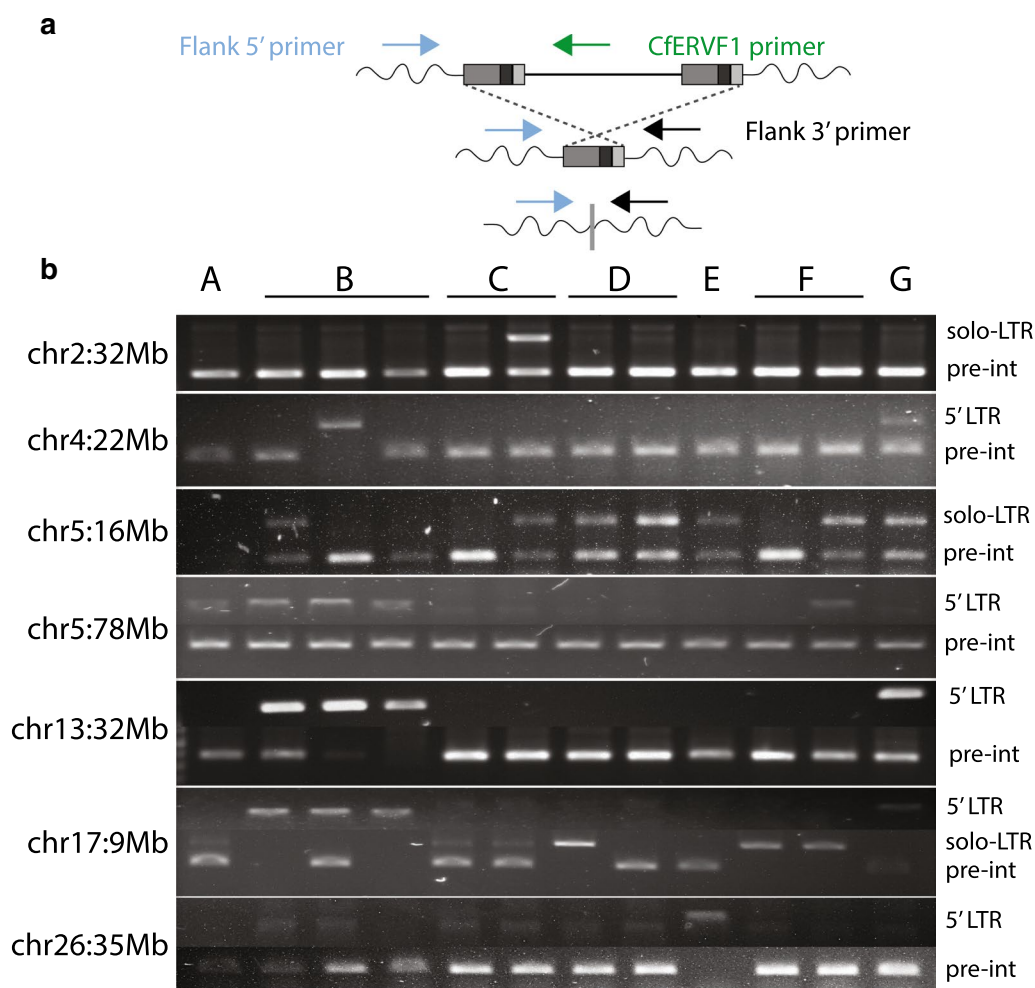 a
Flank 5’ primer
CfERVF1 primer
Flank 3’ primer
b
A B C D E F G
chr2:32Mb
solo-LTR
pre-int
chr4:22Mb
5’ LTR
pre-int
chr5:16Mb
solo-LTR
pre-int
chr5:78Mb
5’ LTR
pre-int
chr13:32Mb
5’ LTR
pre-int
chr17:9Mb
5’ LTR
solo-LTR
pre-int
chr26:35Mb
5’ LTR
pre-int